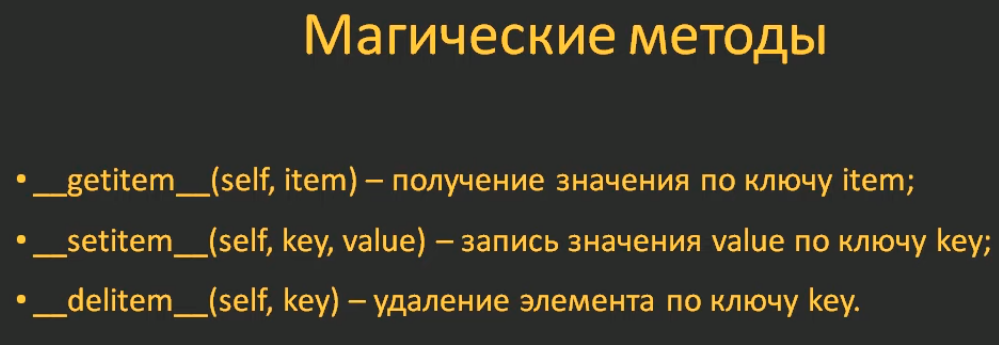 Магические методы
• __getitem__(self, item) – получение значения по ключу item;
• __setitem__(self, key, value) – запись значения value по ключу key;
• __delitem__(self, key) – удаление элемента по ключу key.